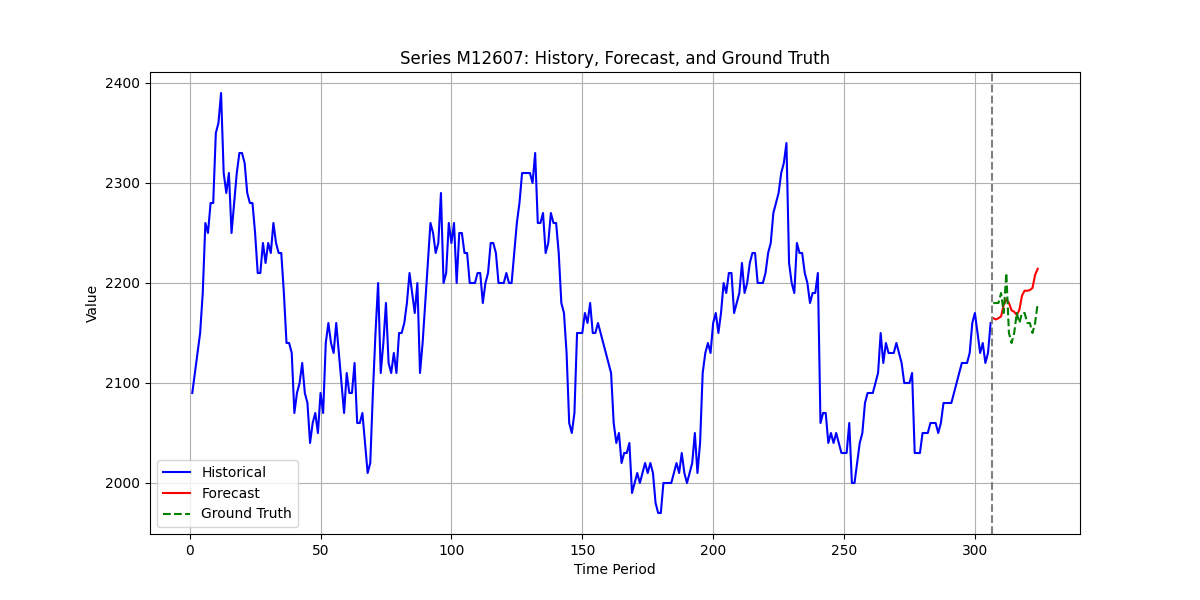 Series M12607: History, Forecast, and Ground Truth
2400
2300
2200
2100
2000
Value
0
50
100
150
200
250
300
Time Period
Historical
Forecast
Ground Truth